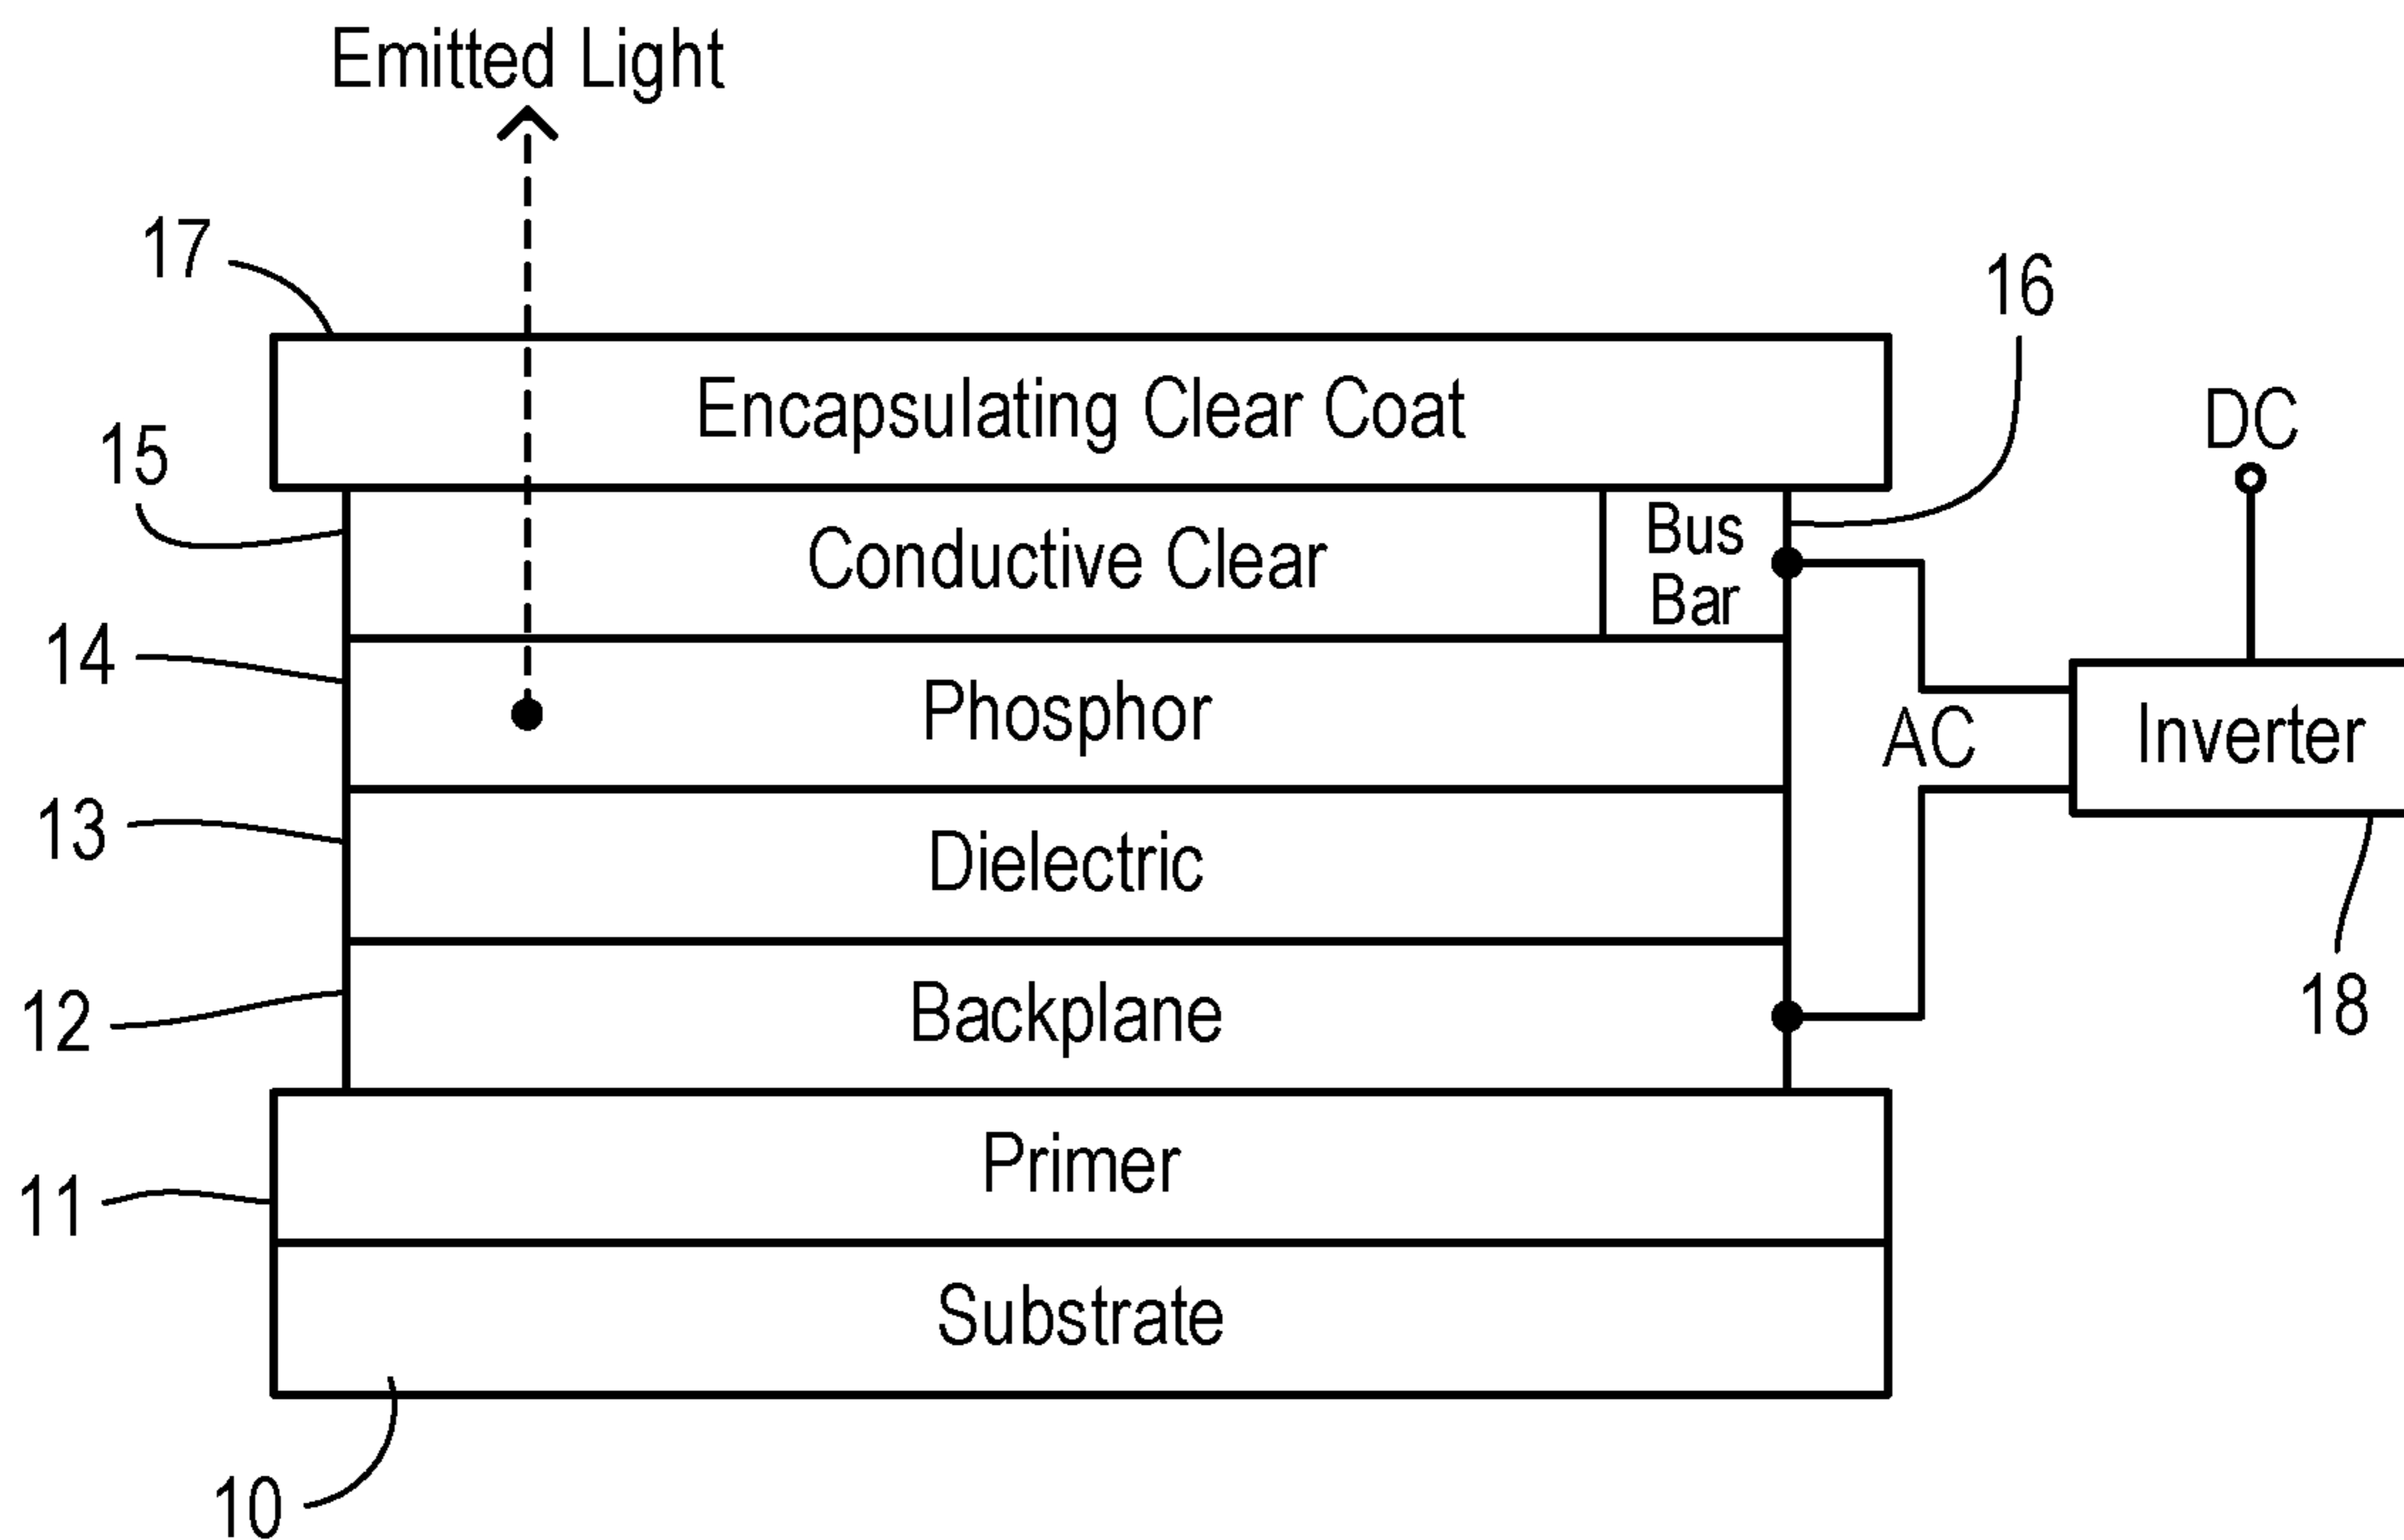 Emitted Light
17
16
Encapsulating Clear Coat
DC
15
Bus
Bar
Conductive Clear
14
Phosphor
AC
Inverter
13
Dielectric
12
Backplane
18
11
Primer
Substrate
10